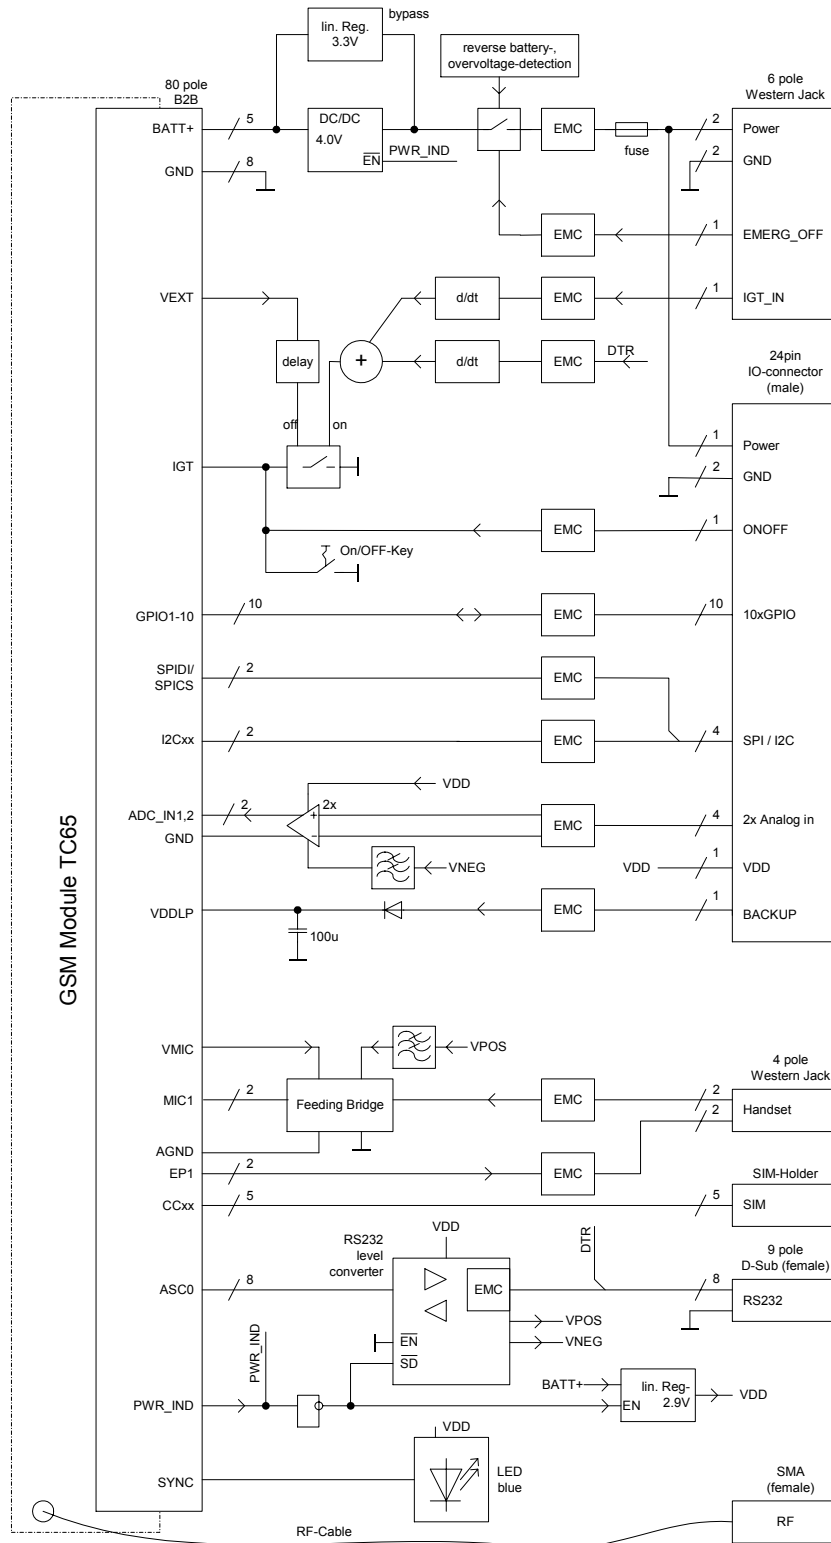 bypass
lin. Reg.
3.3V
reverse battery-,
overvoltage-detection
80 pole
B2B
6 pole
Western Jack
BATT+
5
DC/DC
4.0V
EN
PWR_IND
EMC
fuse
2
Power
GND
8
2
GND
EMC
1
EMERG_OFF
VEXT
d/dt
EMC
1
IGT_IN
delay
+
d/dt
EMC
DTR
24pin
IO-connector
(male)
off
on
1
Power
IGT
2
GND
EMC
1
ONOFF
On/OFF-Key
GPIO1-10
10
EMC
10
10xGPIO
SPIDI/
SPICS
2
EMC
I2Cxx
2
EMC
4
SPI / I2C
VDD
ADC_IN1,2
2
2x
+
-
EMC
4
2x Analog in
GND
VNEG
VDD
1
VDD
VDDLP
EMC
1
BACKUP
100u
GSM Module TC65
VMIC
VPOS
4 pole
Western Jack
MIC1
2
Feeding Bridge
EMC
2
2
Handset
AGND
EP1
2
EMC
SIM-Holder
CCxx
5
5
SIM
RS232
level
converter
VDD
DTR
9 pole
D-Sub (female)
ASC0
8
EMC
8
RS232
VPOS
EN
VNEG
SD
PWR_IND
BATT+
lin. Reg-
2.9V
EN
VDD
PWR_IND
VDD
SYNC
LED
blue
SMA
(female)
RF
RF-Cable